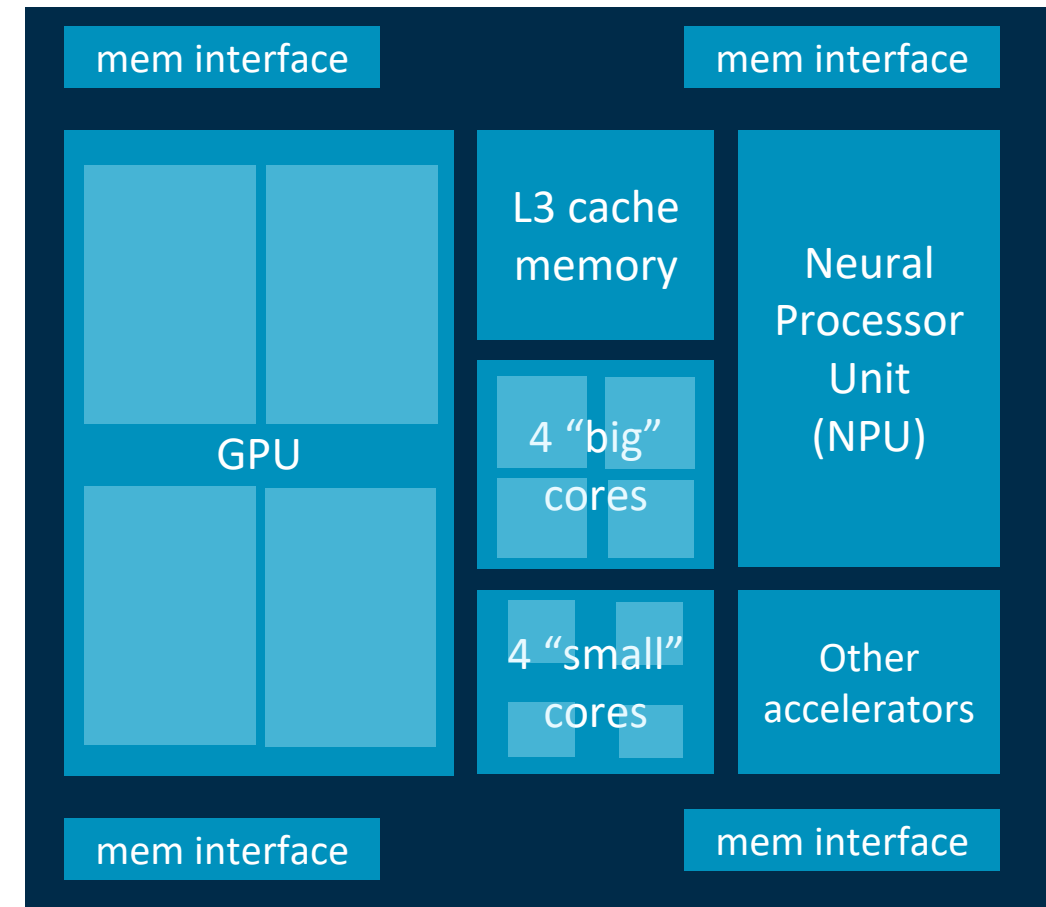 mem interface
mem interface
GPU
L3 cache
memory
4 “big”
cores
4 “small”
cores
Neural
Processor
Unit
(NPU)
Other
accelerators
mem interface
mem interface